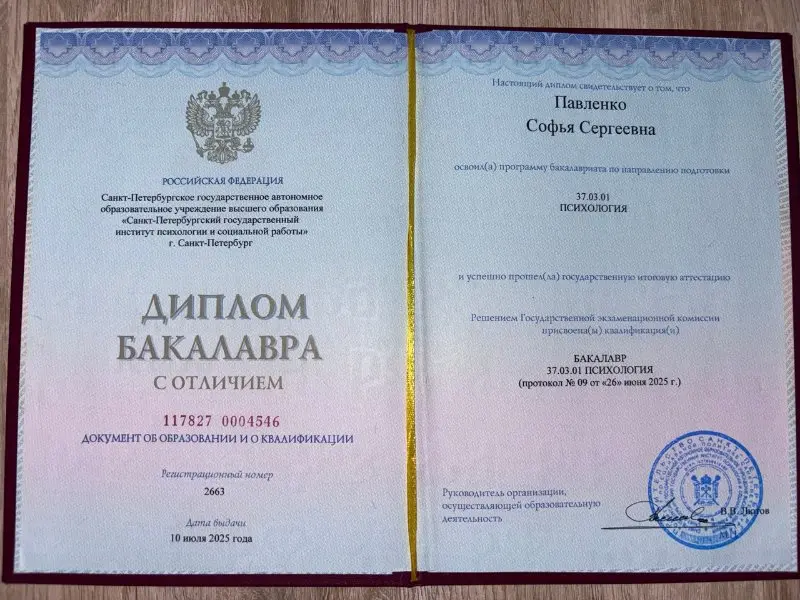 РОССИЙСКАЯ ФЕДЕРАЦИЯ
Санкт-Петербургское государственное автономное
образовательное учреждение высшего образования
«Санкт-Петербургский государственный
институт психологии и социальной работы»
г. Санкт-Петербург
ДИПЛОМ
БАКАЛАВРА
С ОТЛИЧИЕМ
117827 0004546
ДОКУМЕНТ ОБ ОБРАЗОВАНИИ И О КВАЛИФИКАЦИИ
Регистрационный номер
2663
Дата выдачи
10 июля 2025 года
Настоящий диплом свидетельствует о том, что
Павленко
Софья Сергеевна
освоил(а) программу бакалавриата по направлению подготовки
37.03.01
ПСИХОЛОГИЯ
и успешно прошел(ла) государственную итоговую аттестацию
Решением Государственной экзаменационной комиссии
присвоена(ы) квалификация(и)
БАКАЛАВР
37.03.01 ПСИХОЛОГИЯ
(протокол № 09 от «26» июня 2025 г.)
Руководитель организации,
осуществляющей образовательную
деятельность
В.В.